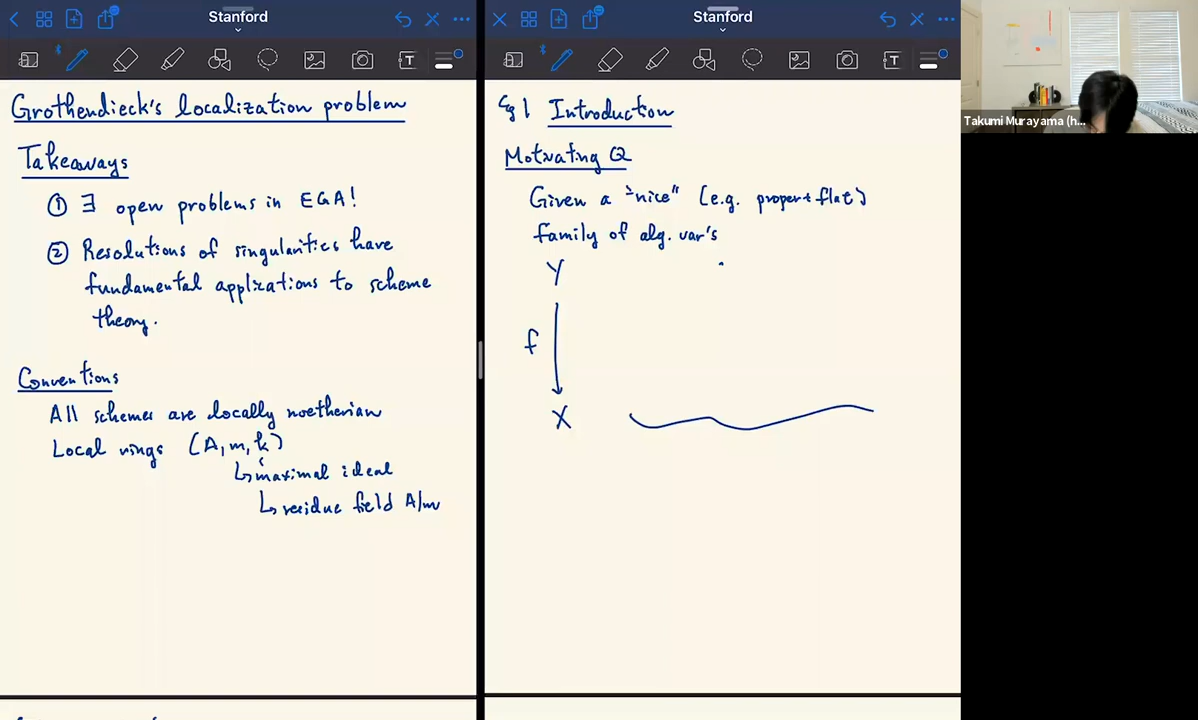 Stanford
Grothendieck's localization problem
Takeaways
① ∃ open problems in EGA!
② Resolutions of singularities have
fundamental applications to scheme
theory.
Conventions
All schemes are locally noetherian
Local rings (A, m, k)
↳ maximal ideal
↳ residue field A/m
Stanford
§1 Introduction
Motivating Q
Given a "nice" (e.g. proper + flat)
family of alg. var's
Y
f
X
T
T
Takumi Murayama (h...